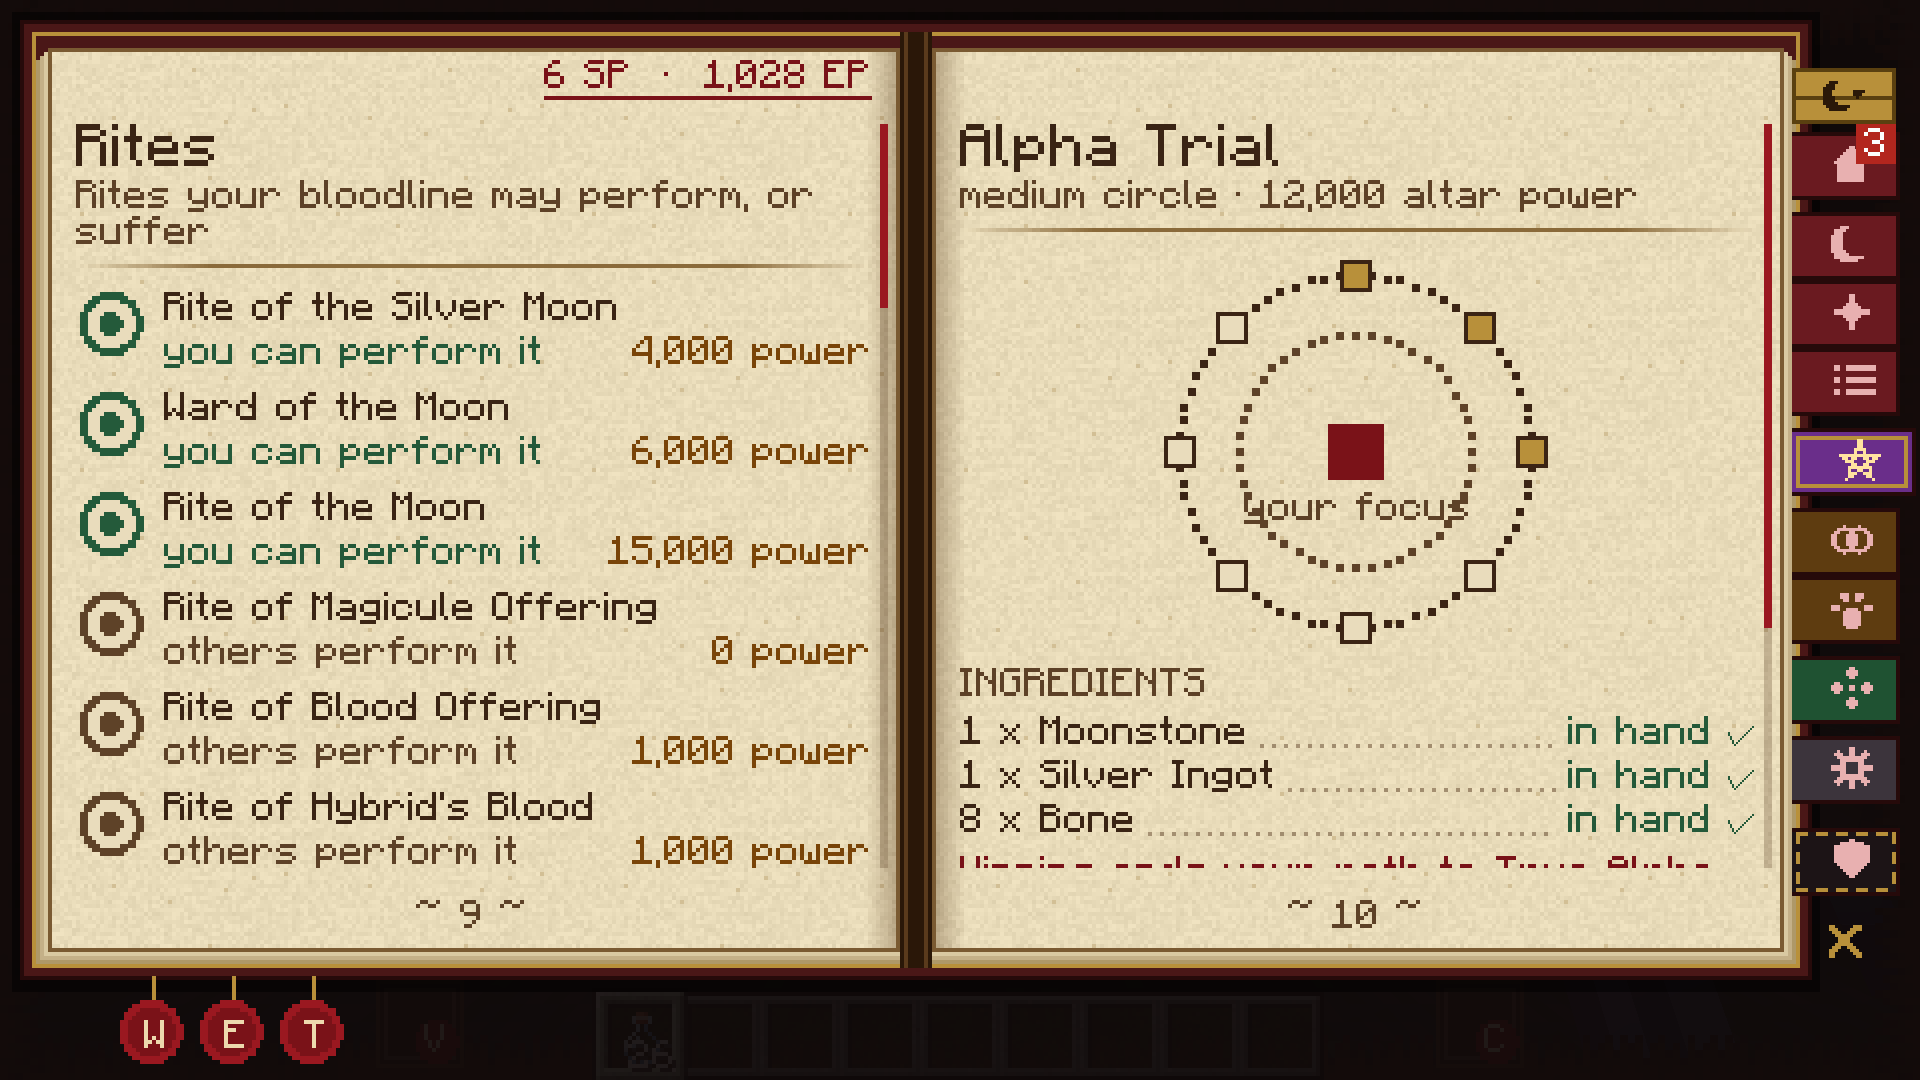 6 SP · 1,028 EP
Rites
Rites your bloodline may perform, or
suffer
Rite of the Silver Moon
you can perform it 4,000 power
Ward of the Moon
you can perform it 6,000 power
Rite of the Moon
you can perform it 15,000 power
Rite of Magicule Offering
others perform it 0 power
Rite of Blood Offering
others perform it 1,000 power
Rite of Hybrid's Blood
others perform it 1,000 power
~ 9 ~
Alpha Trial
medium circle · 12,000 altar power
your focus
INGREDIENTS
1 x Moonstone in hand ✓
1 x Silver Ingot in hand ✓
8 x Bone in hand ✓
~ 10 ~
3
W E T
V
26
C